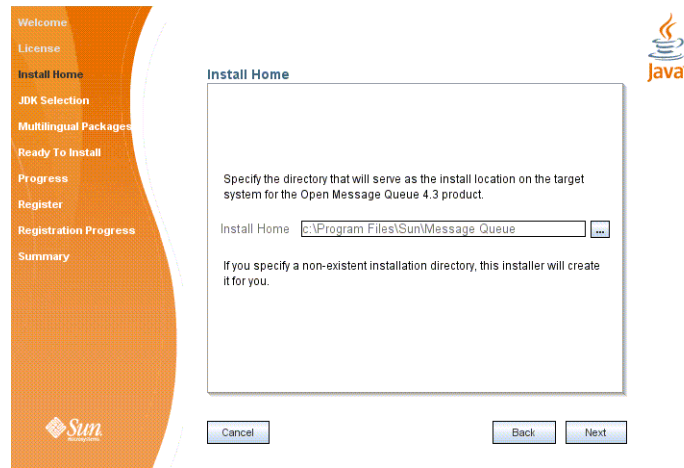 Welcome
License
Install Home
JDK Selection
Multilingual Packages
Ready To Install
Progress
Register
Registration Progress
Summary
Sun
microsystems
Install Home
Specify the directory that will serve as the install location on the target
system for the Open Message Queue 4.3 product.
Install Home c:\Program Files\Sun\Message Queue ...
If you specify a non-existent installation directory, this installer will create
it for you.
Cancel Back Next
Java